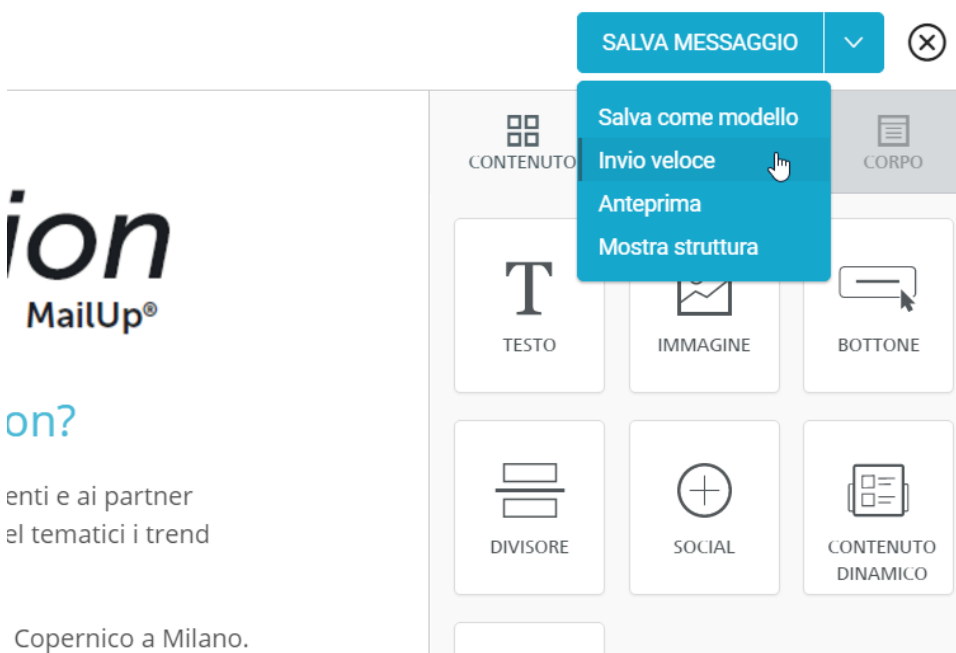 SALVA MESSAGGIO
Salva come modello
Invio veloce
Anteprima
Mostra struttura
CONTENUTO
CORPO
ion
MailUp®
on?
enti e ai partner
el tematici i trend
Copernico a Milano.
TESTO
IMMAGINE
BOTTONE
DIVISORE
SOCIAL
CONTENUTO
DINAMICO